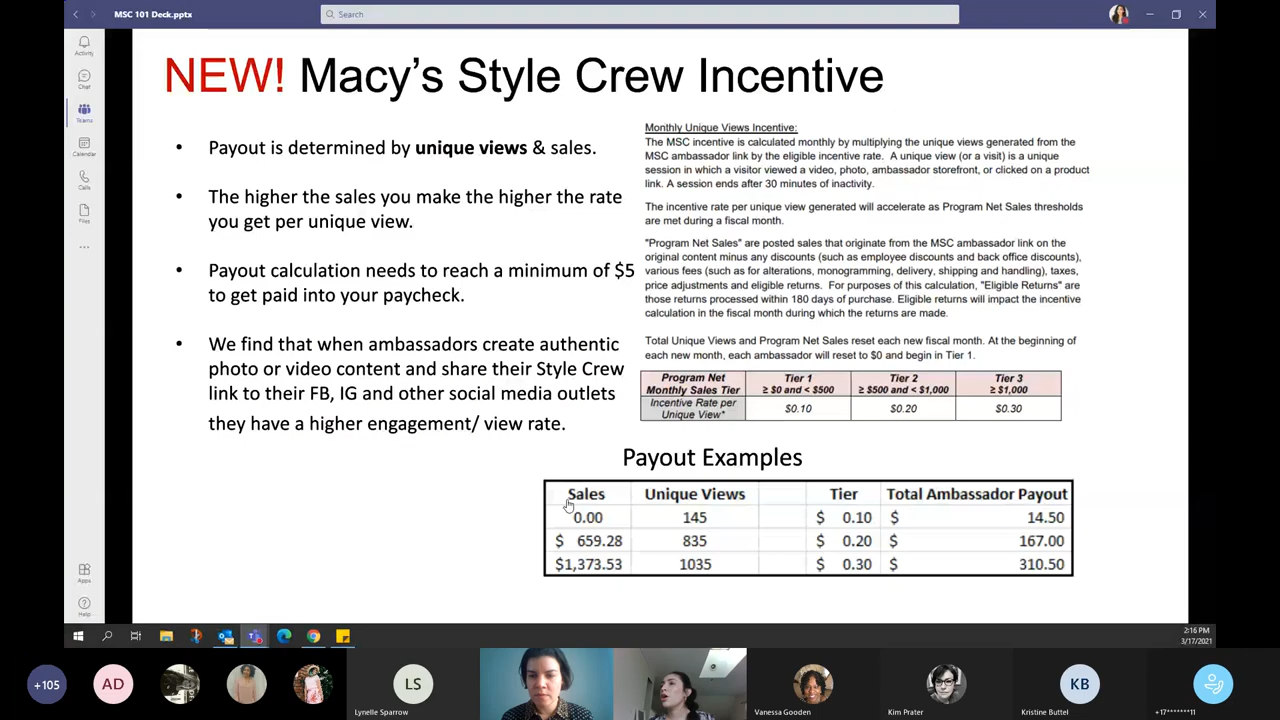 MSC 101 Deck.pptx
Search
Activity
Chat
Teams
Calendar
Calls
Files
...
Apps
Help
NEW! Macy's Style Crew Incentive
• Payout is determined by unique views & sales.
• The higher the sales you make the higher the rate
you get per unique view.
• Payout calculation needs to reach a minimum of $5
to get paid into your paycheck.
• We find that when ambassadors create authentic
photo or video content and share their Style Crew
link to their FB, IG and other social media outlets
they have a higher engagement/ view rate.
Monthly Unique Views Incentive:
The MSC incentive is calculated monthly by multiplying the unique views generated from the
MSC ambassador link by the eligible incentive rate. A unique view (or a visit) is a unique
session in which a visitor viewed a video, photo, ambassador storefront, or clicked on a product
link. A session ends after 30 minutes of inactivity.
The incentive rate per unique view generated will accelerate as Program Net Sales thresholds
are met during a fiscal month.
"Program Net Sales" are posted sales that originate from the MSC ambassador link on the
original content minus any discounts (such as employee discounts and back office discounts),
various fees (such as for alterations, monogramming, delivery, shipping and handling), taxes,
price adjustments and eligible returns. For purposes of this calculation, "Eligible Returns" are
those returns processed within 180 days of purchase. Eligible returns will impact the incentive
calculation in the fiscal month during which the returns are made.
Total Unique Views and Program Net Sales reset each new fiscal month. At the beginning of
each new month, each ambassador will reset to $0 and begin in Tier 1.
Program Net Tier 1 Tier 2 Tier 3
Monthly Sales Tier ≥ $0 and < $500 ≥ $500 and < $1,000 ≥ $1,000
Incentive Rate per
Unique View* $0.10 $0.20 $0.30
Payout Examples
Sales Unique Views Tier Total Ambassador Payout
0.00 145 $ 0.10 $ 14.50
$ 659.28 835 $ 0.20 $ 167.00
$1,373.53 1035 $ 0.30 $ 310.50
2:16 PM
3/17/2021
+105
AD
LS
Lynelle Sparrow
Vanessa Gooden
Kim Prater
KB
Kristine Buttel
+17*******11